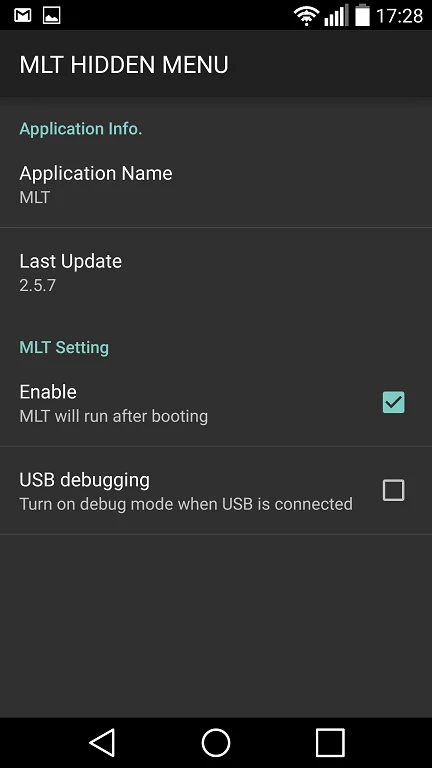 17:28
MLT HIDDEN MENU
Application Info.
Application Name
MLT
Last Update
2.5.7
MLT Setting
Enable
MLT will run after booting
USB debugging
Turn on debug mode when USB is connected